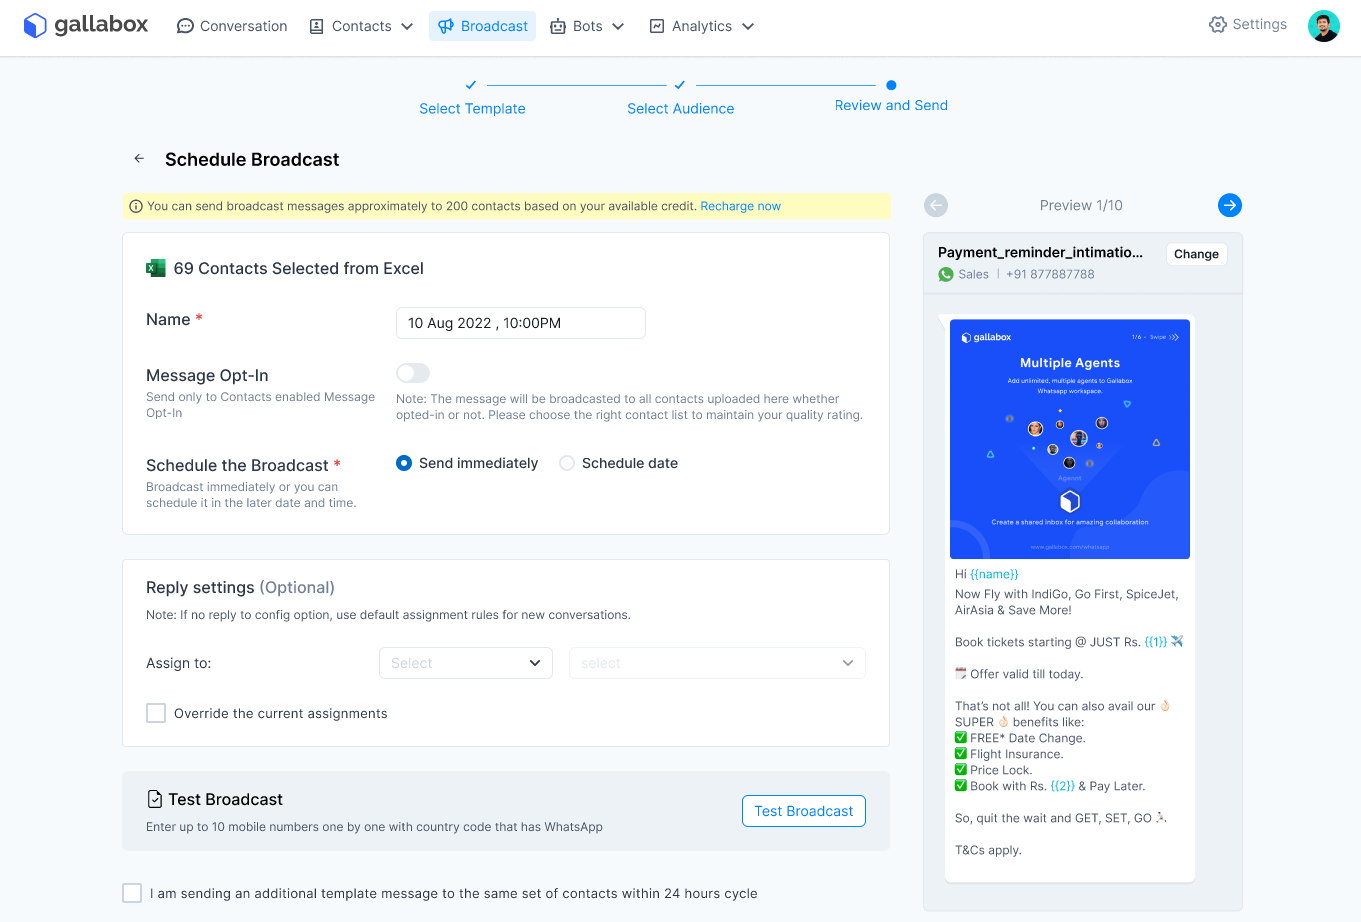 gallabox
Conversation
Contacts
Broadcast
Bots
Analytics
Settings
Select Template
Select Audience
Review and Send
Schedule Broadcast
You can send broadcast messages approximately to 200 contacts based on your available credit. Recharge now
69 Contacts Selected from Excel
Name *
10 Aug 2022 , 10:00PM
Message Opt-In
Send only to Contacts enabled Message
Opt-In
Note: The message will be broadcasted to all contacts uploaded here whether
opted-in or not. Please choose the right contact list to maintain your quality rating.
Schedule the Broadcast *
Broadcast immediately or you can
schedule it in the later date and time.
Send immediately
Schedule date
Reply settings (Optional)
Note: If no reply to config option, use default assignment rules for new conversations.
Assign to:
Select
select
Override the current assignments
Test Broadcast
Enter up to 10 mobile numbers one by one with country code that has WhatsApp
Test Broadcast
I am sending an additional template message to the same set of contacts within 24 hours cycle
Preview 1/10
Payment_reminder_intimatio...
Change
Sales | +91 877887788
gallabox
1/6 - Swipe
Multiple Agents
Add unlimited, multiple agents to Gallabox
Whatsapp workspace.
Create a shared inbox for amazing collaboration
www.gallabox.com/whatsapp
Hi {{name}}
Now Fly with IndiGo, Go First, SpiceJet,
AirAsia & Save More!
Book tickets starting @ JUST Rs. {{1}} ✈️
🗓️ Offer valid till today.
That's not all! You can also avail our 👌🏻
SUPER 👌🏻 benefits like:
✅ FREE* Date Change.
✅ Flight Insurance.
✅ Price Lock.
✅ Book with Rs. {{2}} & Pay Later.
So, quit the wait and GET, SET, GO
T&Cs apply.